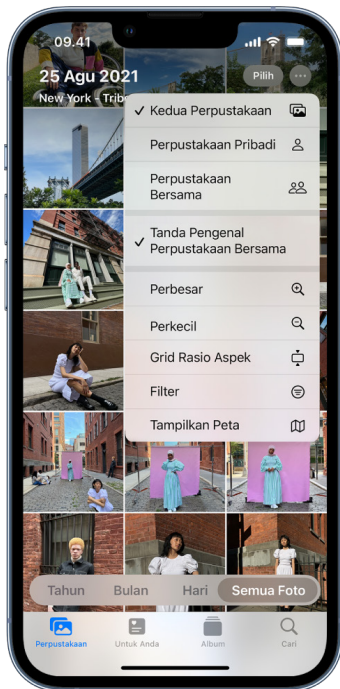 09.41
25 Agu 2021
Pilih
New York - Trib
Kedua Perpustakaan
Perpustakaan Pribadi
Perpustakaan
Bersama
Tanda Pengenal
Perpustakaan Bersama
Perbesar
Perkecil
Grid Rasio Aspek
Filter
Tampilkan Peta
Tahun Bulan Hari Semua Foto
Perpustakaan Untuk Anda Album Cari